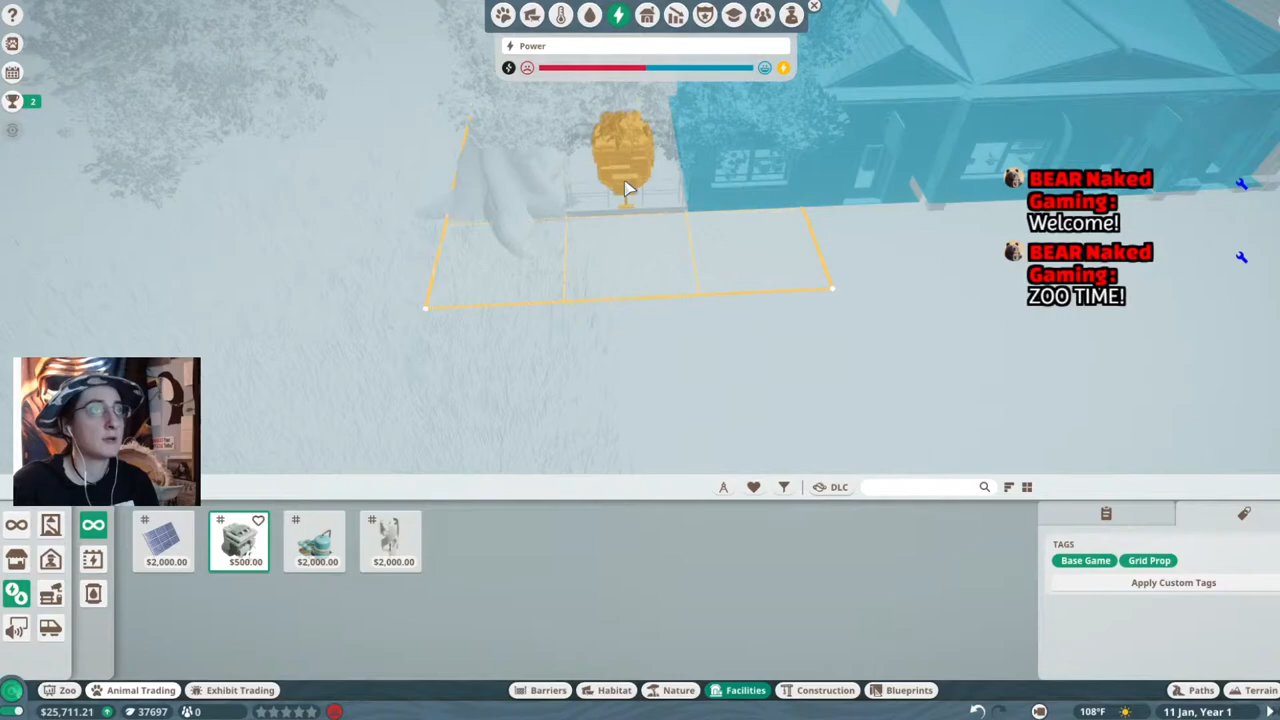 Power
2
BEAR Naked
Gaming:
Welcome!
BEAR Naked
Gaming:
ZOO TIME!
DLC
$2,000.00
$500.00
$2,000.00
$2,000.00
TAGS
Base Game
Grid Prop
Apply Custom Tags
Zoo
Animal Trading
Exhibit Trading
Barriers
Habitat
Nature
Facilities
Construction
Blueprints
Paths
Terrain
$25,711.21
37697
0
108°F
11 Jan, Year 1